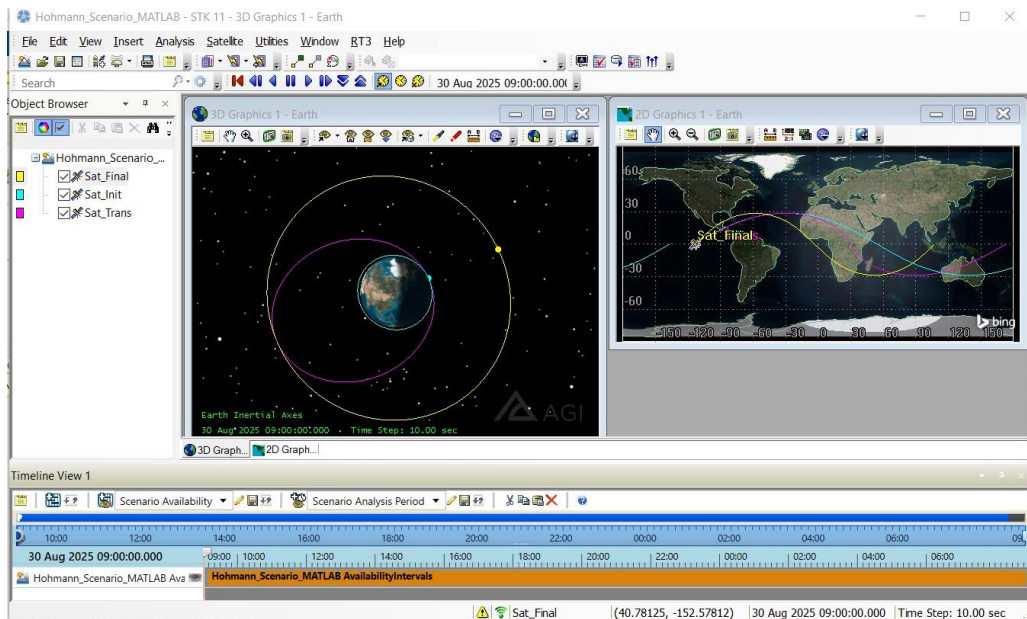 Hohmann_Scenario_MATLAB - STK 11 - 3D Graphics 1 - Earth
File Edit View Insert Analysis Satellite Utilities Window RT3 Help
Search
30 Aug 2025 09:00:00.00(
Object Browser
Hohmann_Scenario_...
Sat_Final
Sat_Init
Sat_Trans
3D Graphics 1 - Earth
Earth Inertial Axes
30 Aug 2025 09:00:00.000 Time Step: 10.00 sec
AGI
2D Graphics 1 - Earth
60
30
0
-30
-60
Sat_Final
-150 -120 -90 -60 -30 0 30 60 90 120 150
bing
3D Graph... 2D Graph...
Timeline View 1
Scenario Availability Scenario Analysis Period
10:00 12:00 14:00 16:00 18:00 20:00 22:00 00:00 02:00 04:00 06:00
30 Aug 2025 09:00:00.000 09:00 10:00 12:00 14:00 16:00 18:00 20:00 22:00 00:00 02:00 04:00 06:00
Hohmann_Scenario_MATLAB Ava Hohmann_Scenario_MATLAB AvailabilityIntervals
Sat_Final (40.78125, -152.57812) 30 Aug 2025 09:00:00.000 Time Step: 10.00 sec